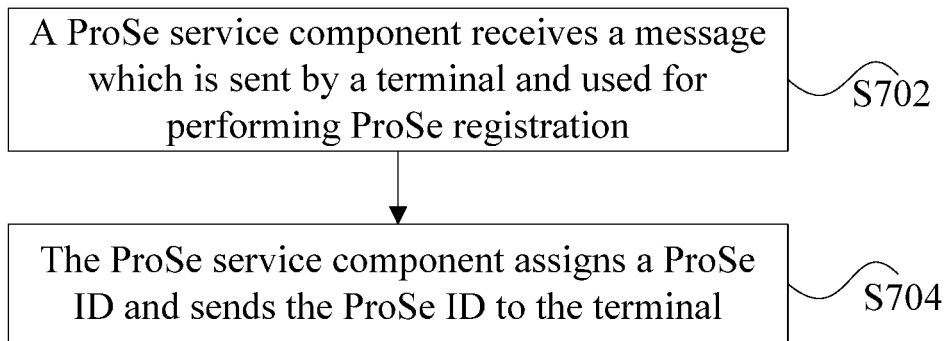 A ProSe service component receives a message
which is sent by a terminal and used for
performing ProSe registration
S702
The ProSe service component assigns a ProSe
ID and sends the ProSe ID to the terminal
S704